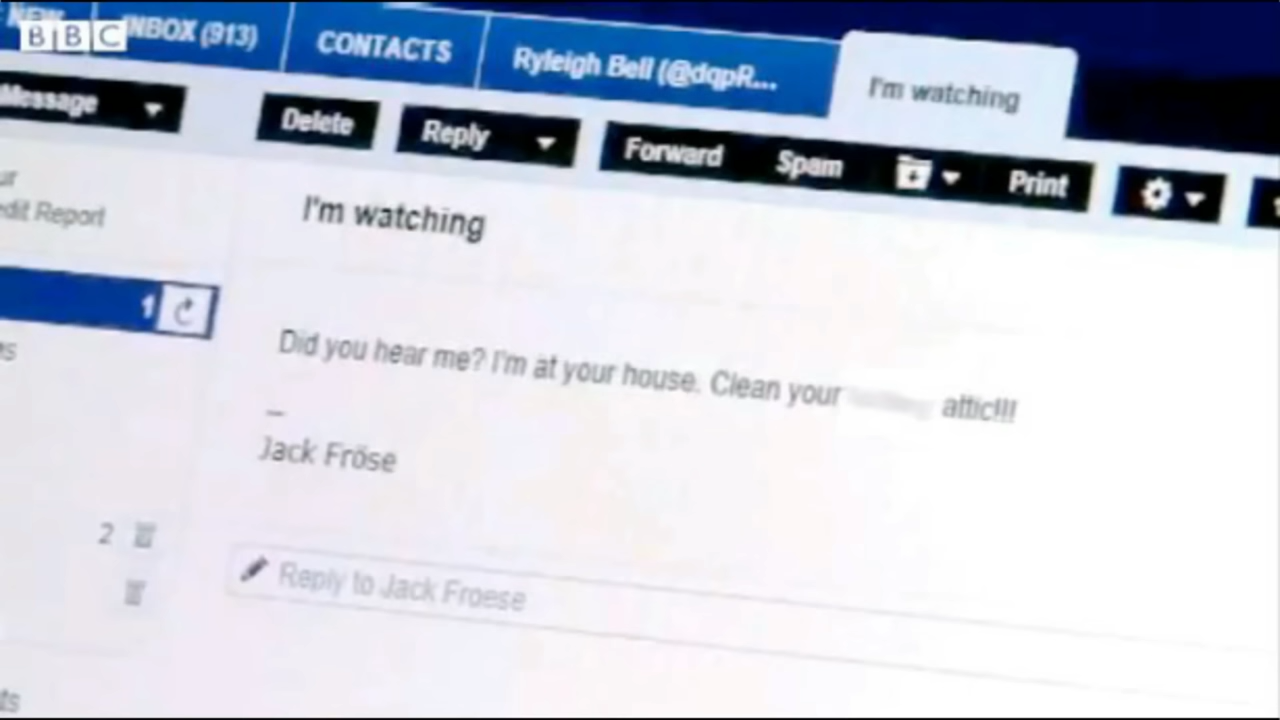 BBC
NEW
INBOX (913)
CONTACTS
Ryleigh Bell (@dqpR...
I'm watching
Message
Delete
Reply
Forward
Spam
Print
edit Report
I'm watching
1
Did you hear me? I'm at your house. Clean your attic!!!
–
Jack Fröse
2
Reply to Jack Froese